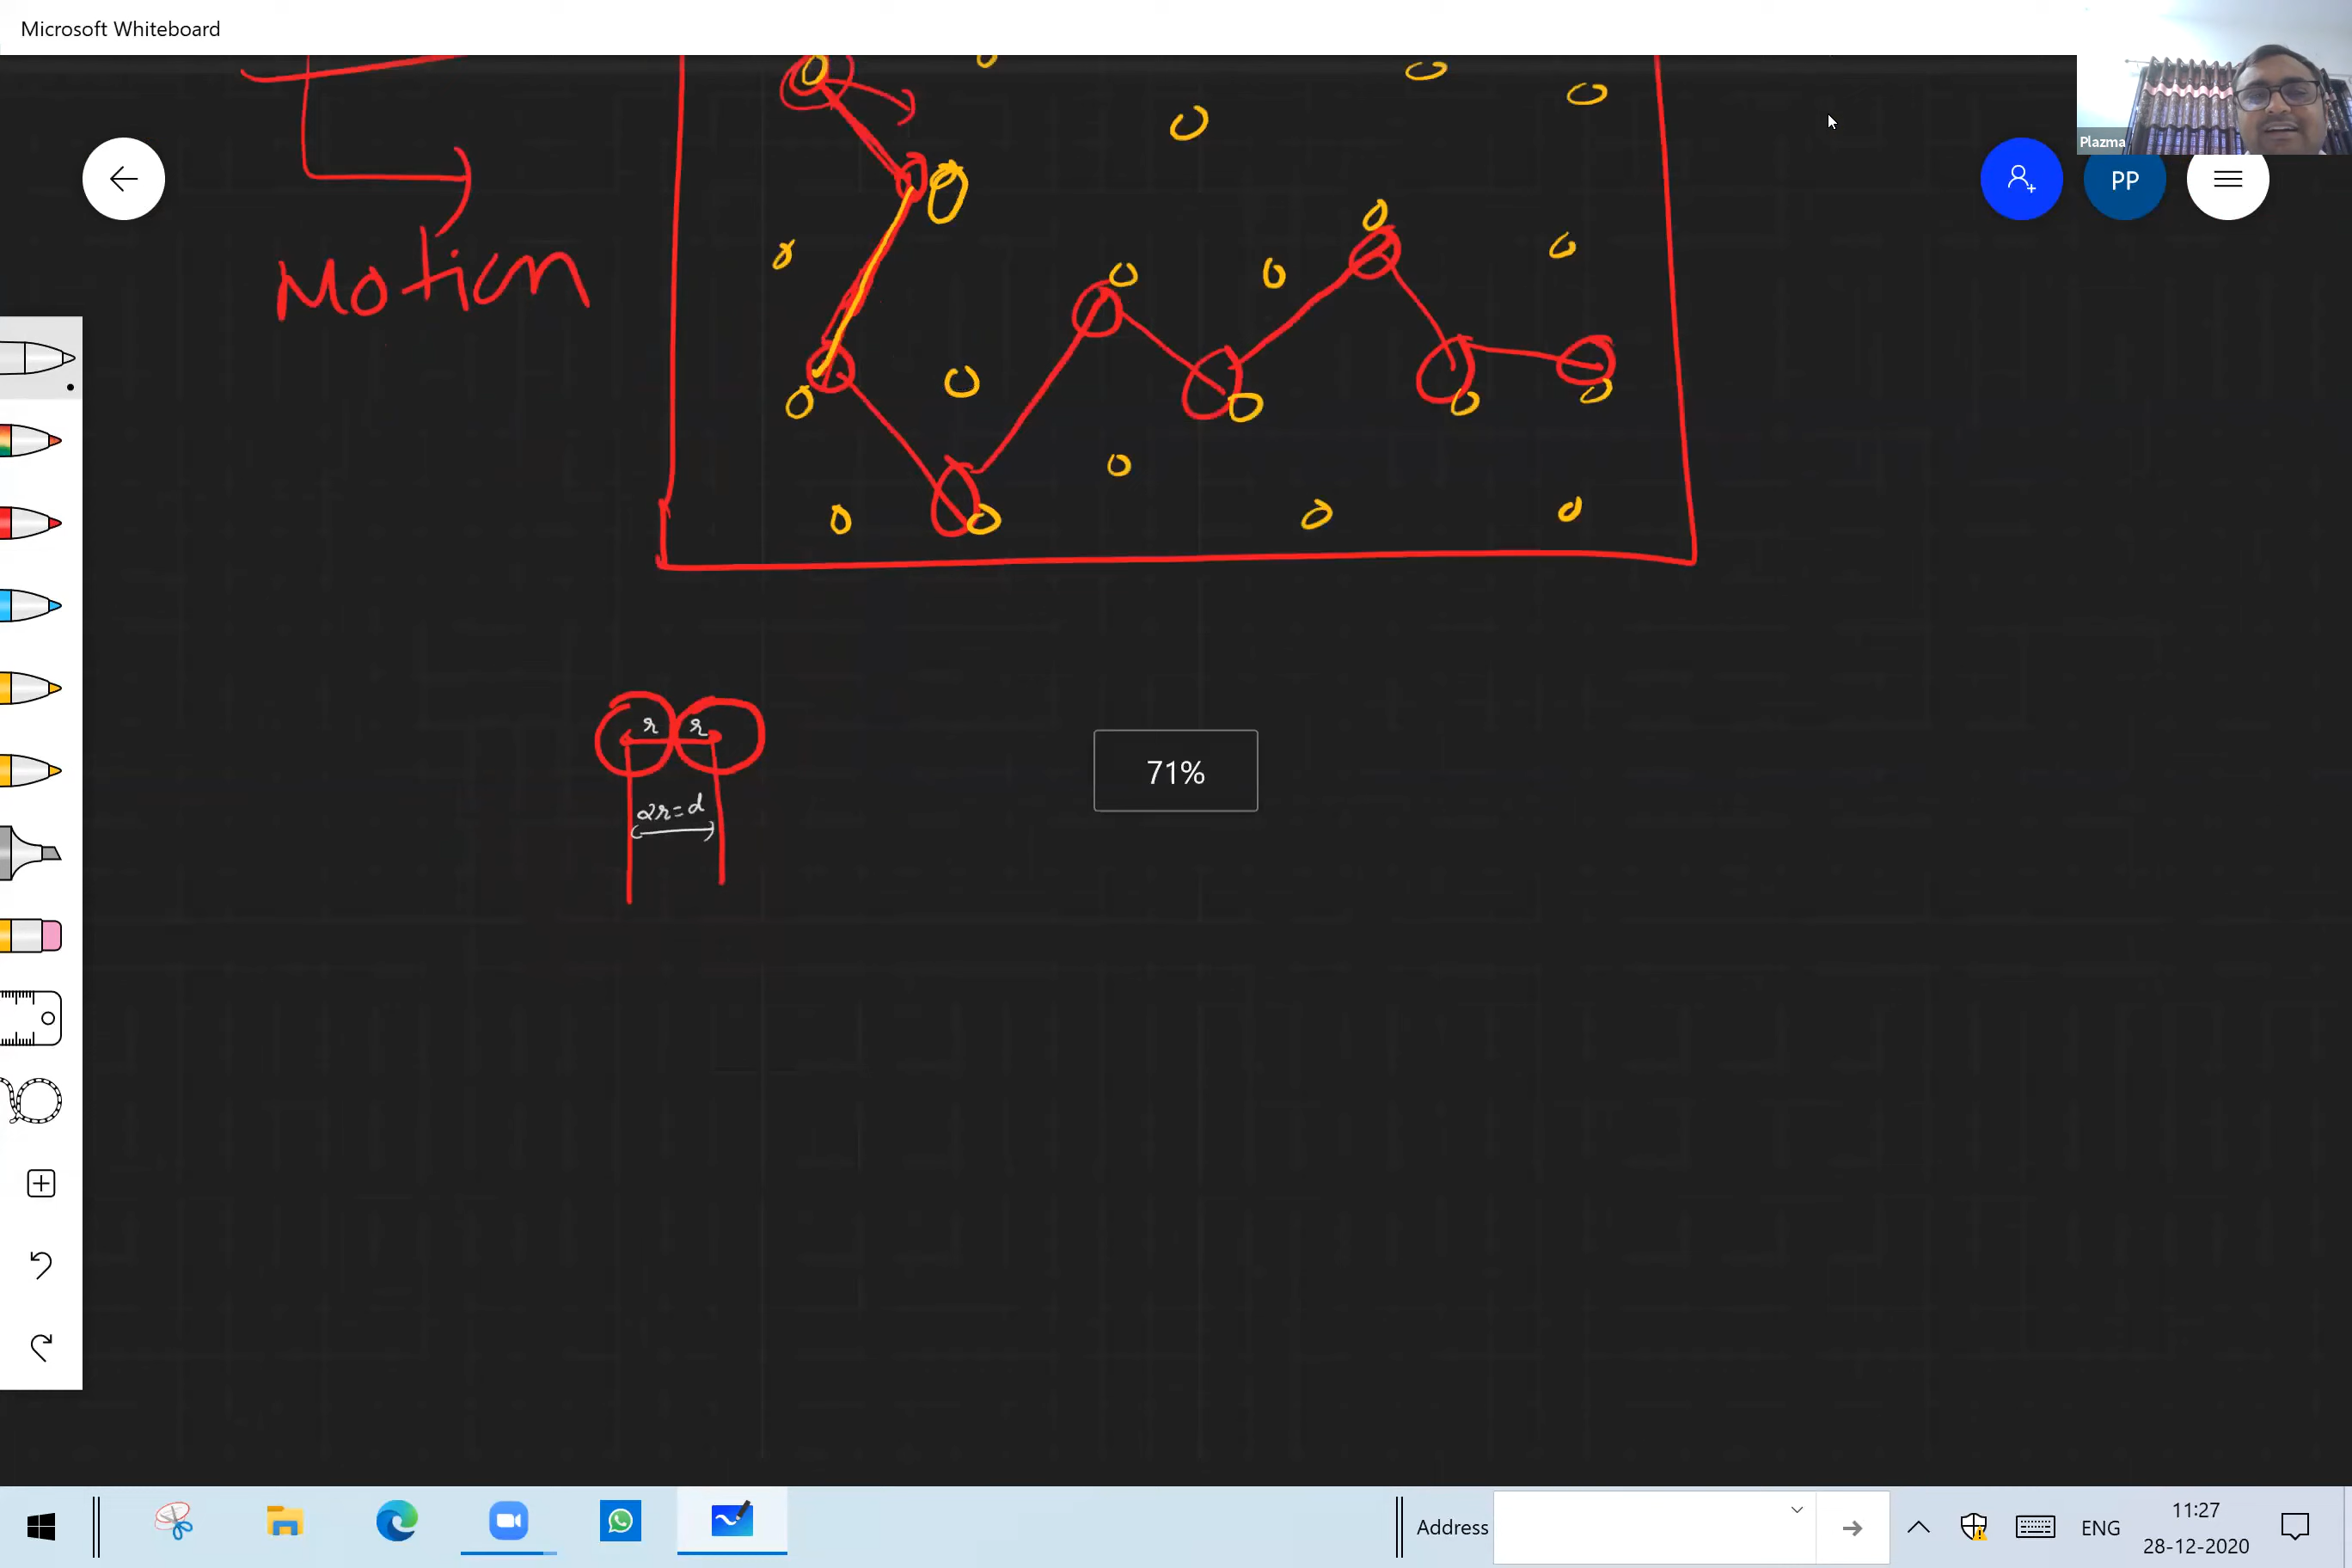 Microsoft Whiteboard
Plazma
PP
Motion
r r
2r=d
71%
Address
ENG
11:27
28-12-2020